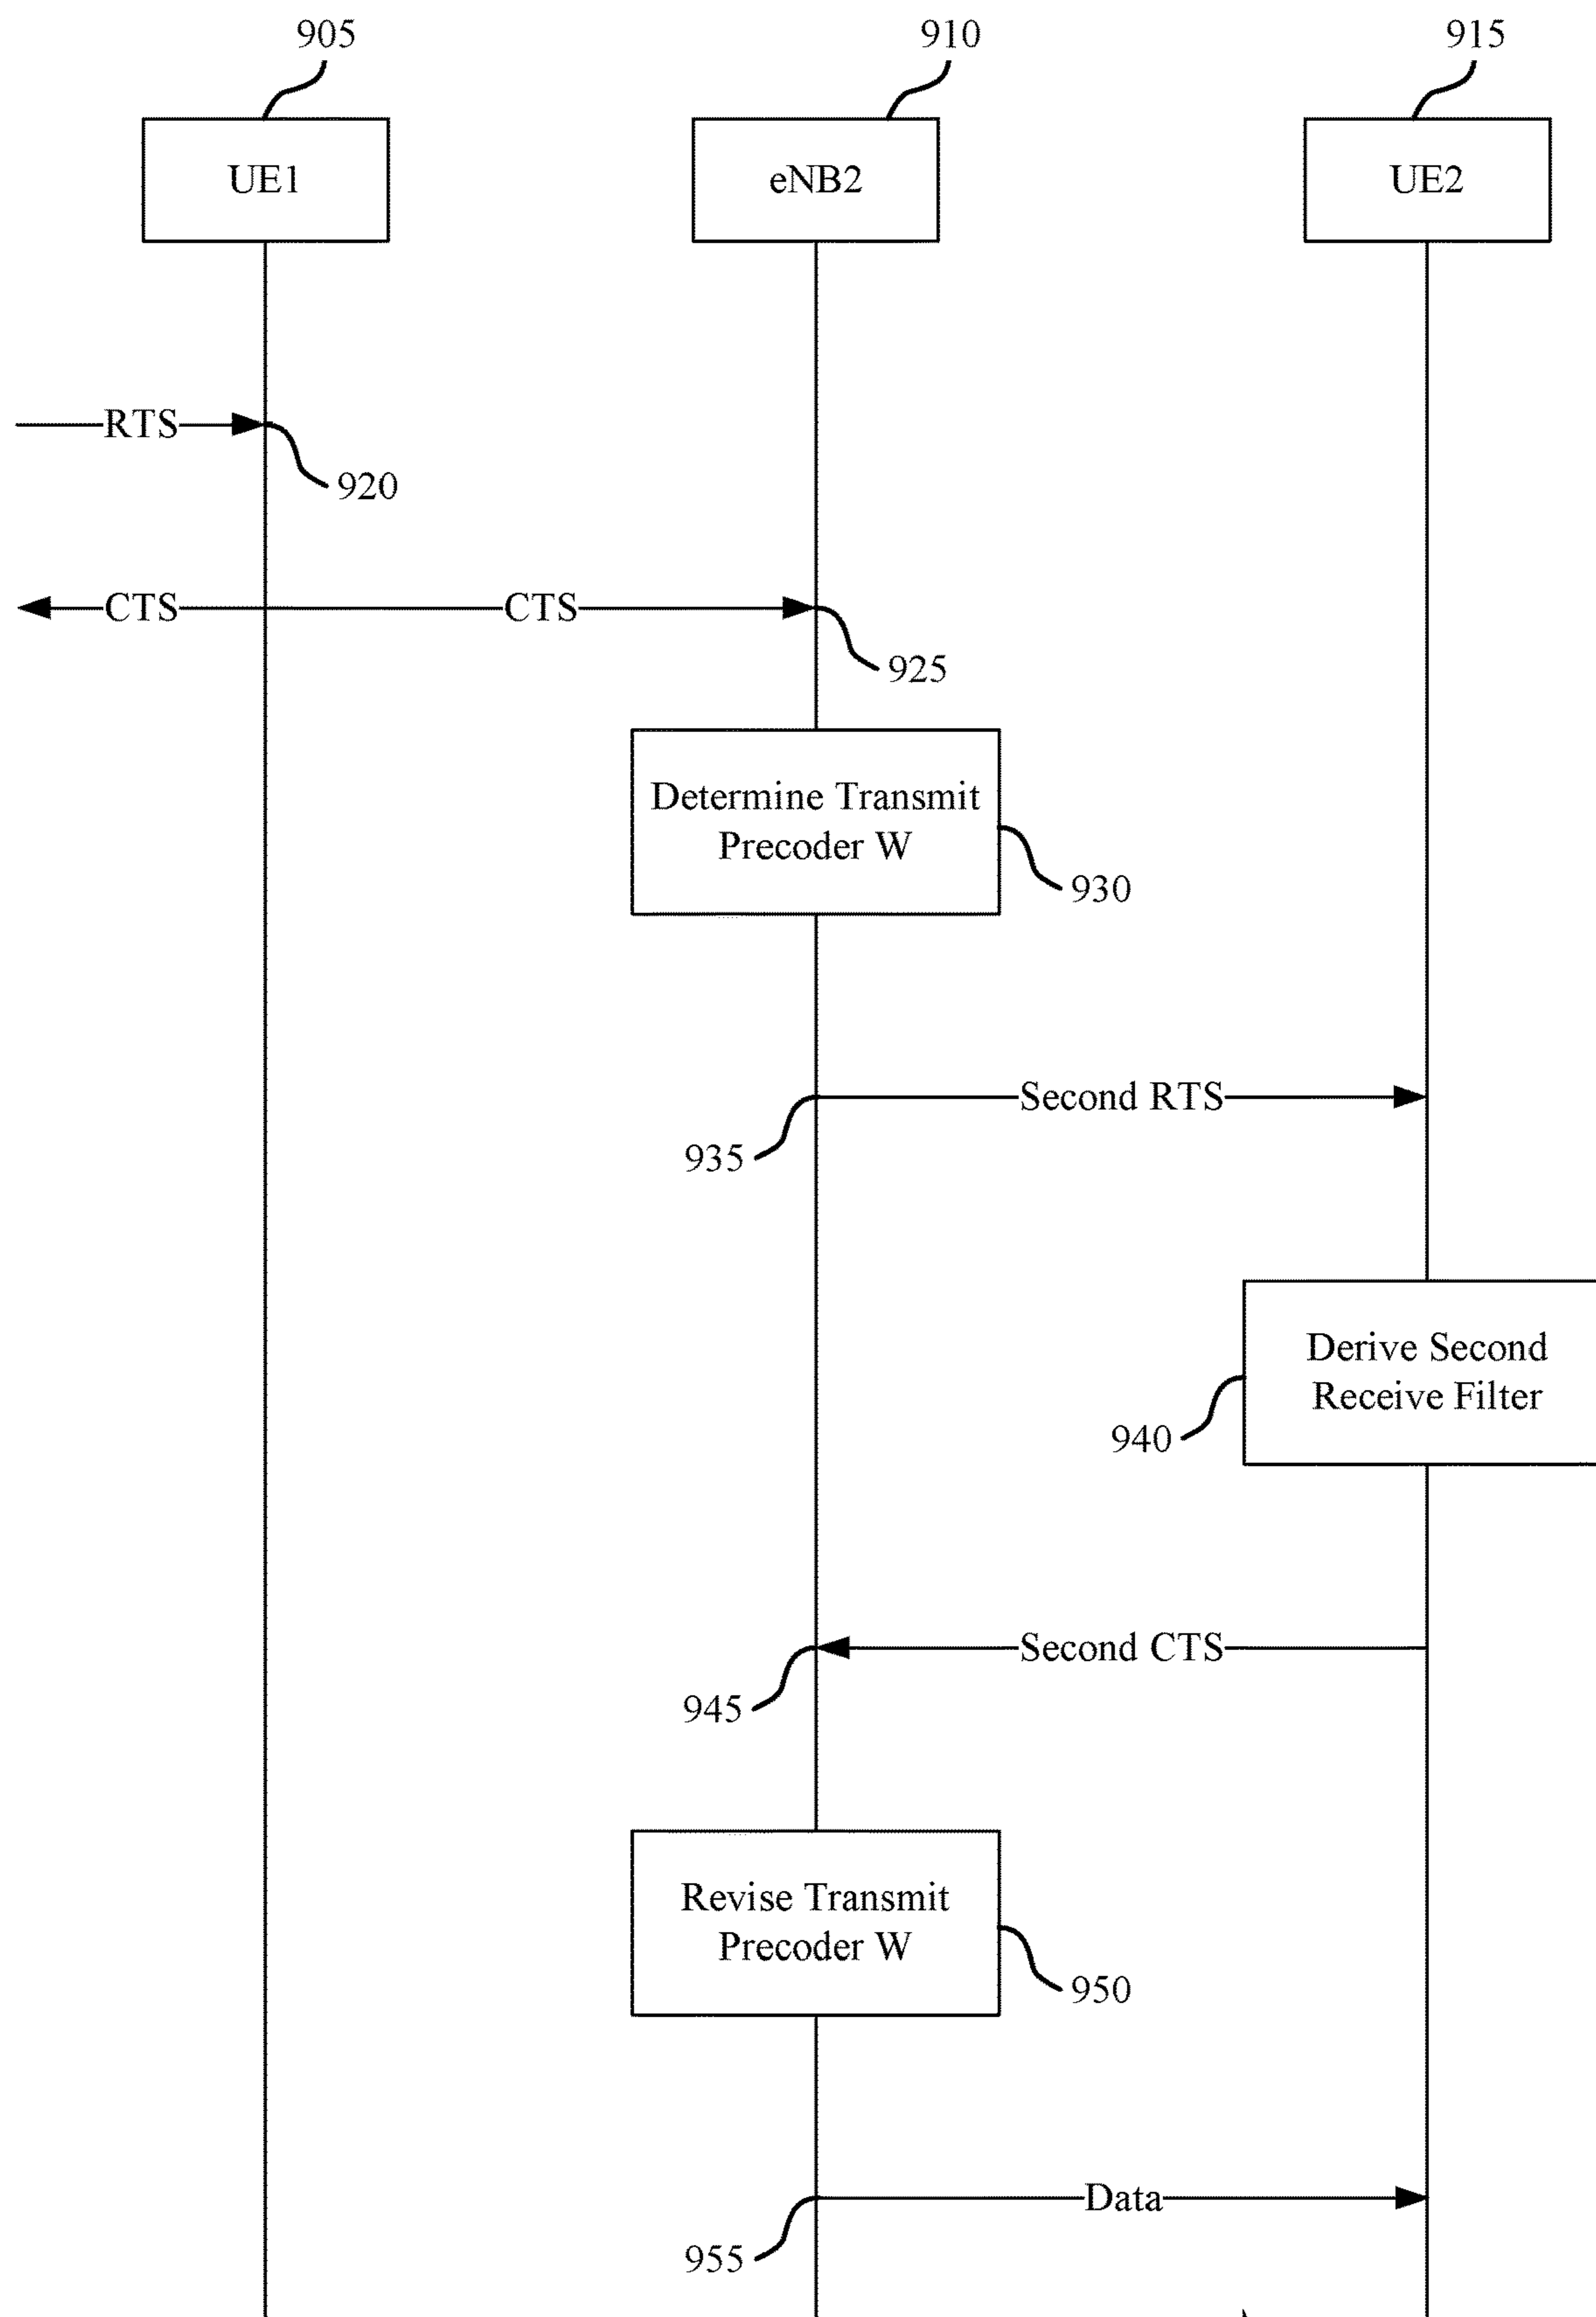 905
910
915
UE1
eNB2
UE2
RTS
920
CTS
CTS
925
Determine Transmit
Precoder W
930
Second RTS
935
Derive Second
Receive Filter
940
Second CTS
945
Revise Transmit
Precoder W
950
Data
955